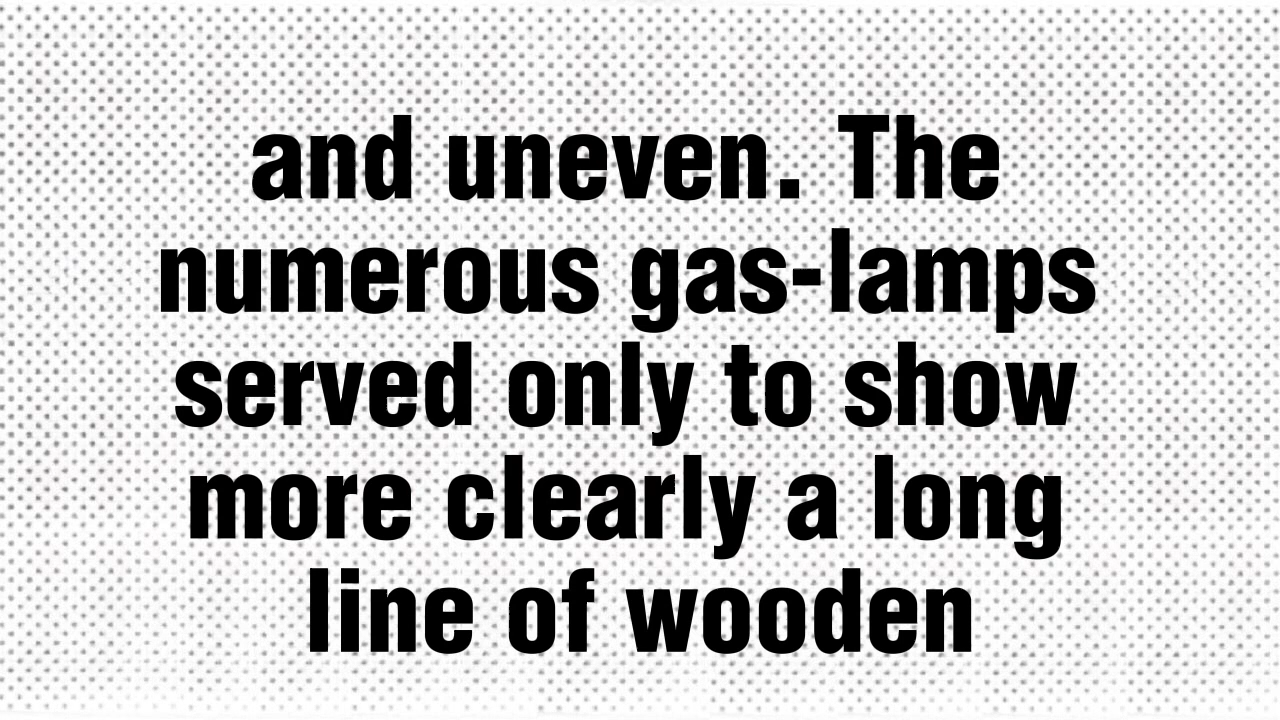 and uneven. The
numerous gas-lamps
served only to show
more clearly a long
line of wooden